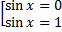 sin x = 0
sin x = 1